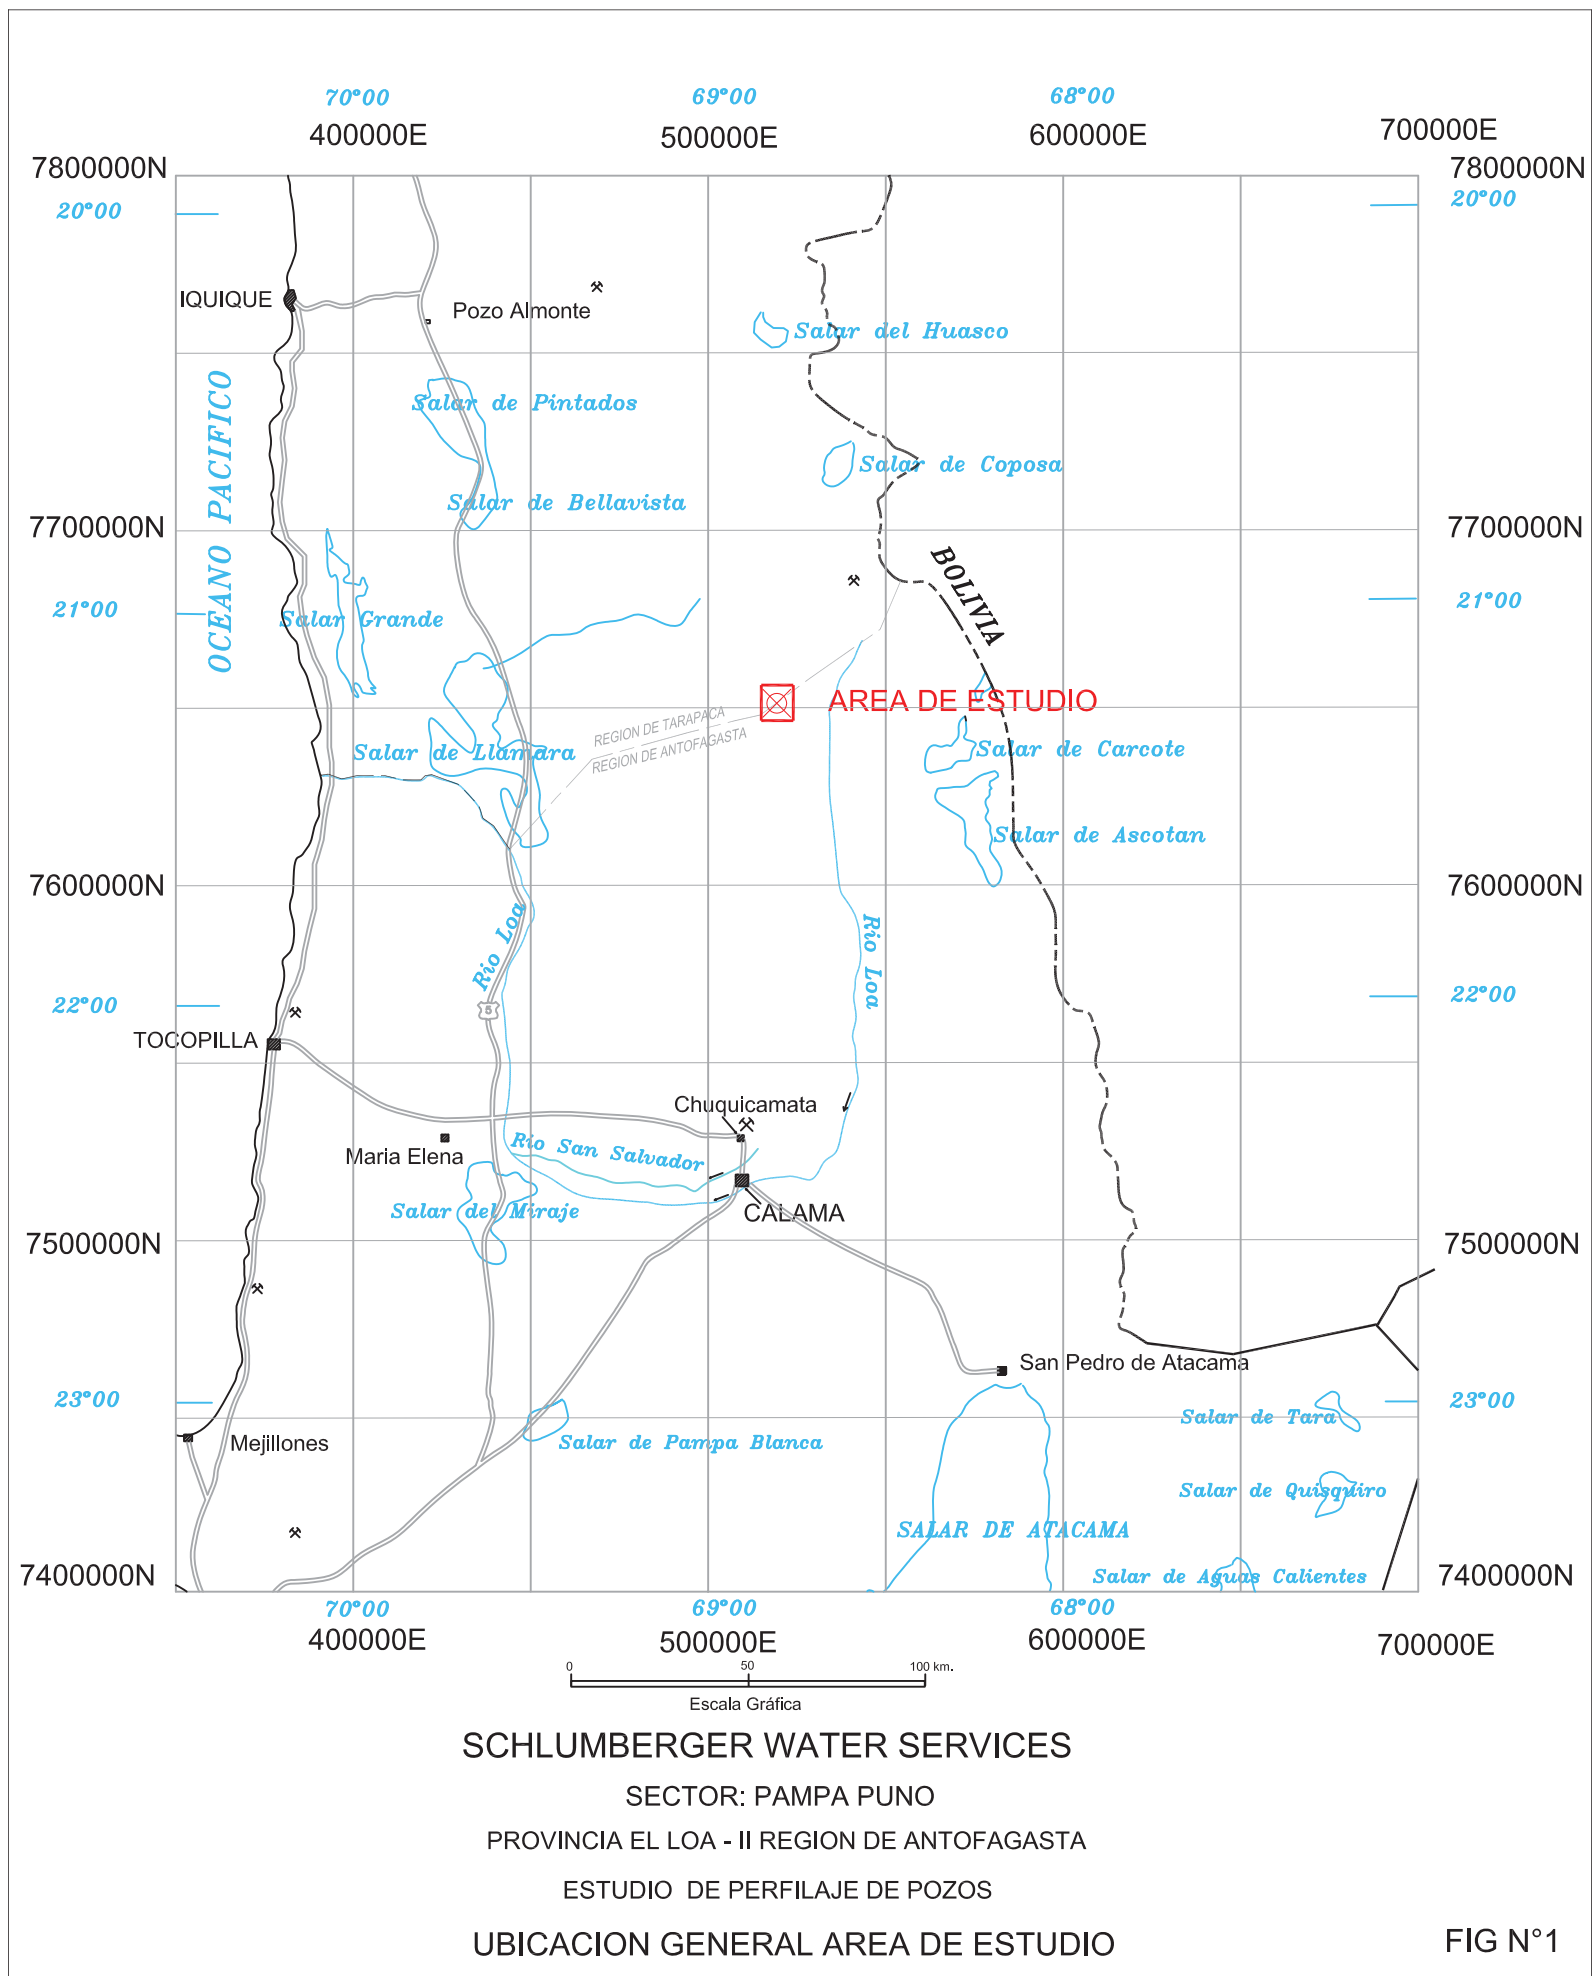 70°00
69°00
68°00
400000E
500000E
600000E
700000E
7800000N
7800000N
20°00
20°00
IQUIQUE
Pozo Almonte
Salar del Huasco
OCEANO PACIFICO
Salar de Pintados
Salar de Coposa
Salar de Bellavista
7700000N
7700000N
BOLIVIA
21°00
21°00
Salar Grande
AREA DE ESTUDIO
REGION DE TARAPACA
REGION DE ANTOFAGASTA
Salar de Llamara
Salar de Carcote
Salar de Ascotan
7600000N
7600000N
Rio Loa
Rio Loa
22°00
22°00
5
TOCOPILLA
Chuquicamata
Maria Elena
Rio San Salvador
Salar del Miraje
CALAMA
7500000N
7500000N
San Pedro de Atacama
23°00
23°00
Salar de Tara
Mejillones
Salar de Pampa Blanca
Salar de Quisquiro
SALAR DE ATACAMA
Salar de Aguas Calientes
7400000N
7400000N
70°00
69°00
68°00
400000E
500000E
600000E
700000E
0 50 100 km.
Escala Gráfica
SCHLUMBERGER WATER SERVICES
SECTOR: PAMPA PUNO
PROVINCIA EL LOA - II REGION DE ANTOFAGASTA
ESTUDIO DE PERFILAJE DE POZOS
UBICACION GENERAL AREA DE ESTUDIO
FIG N°1